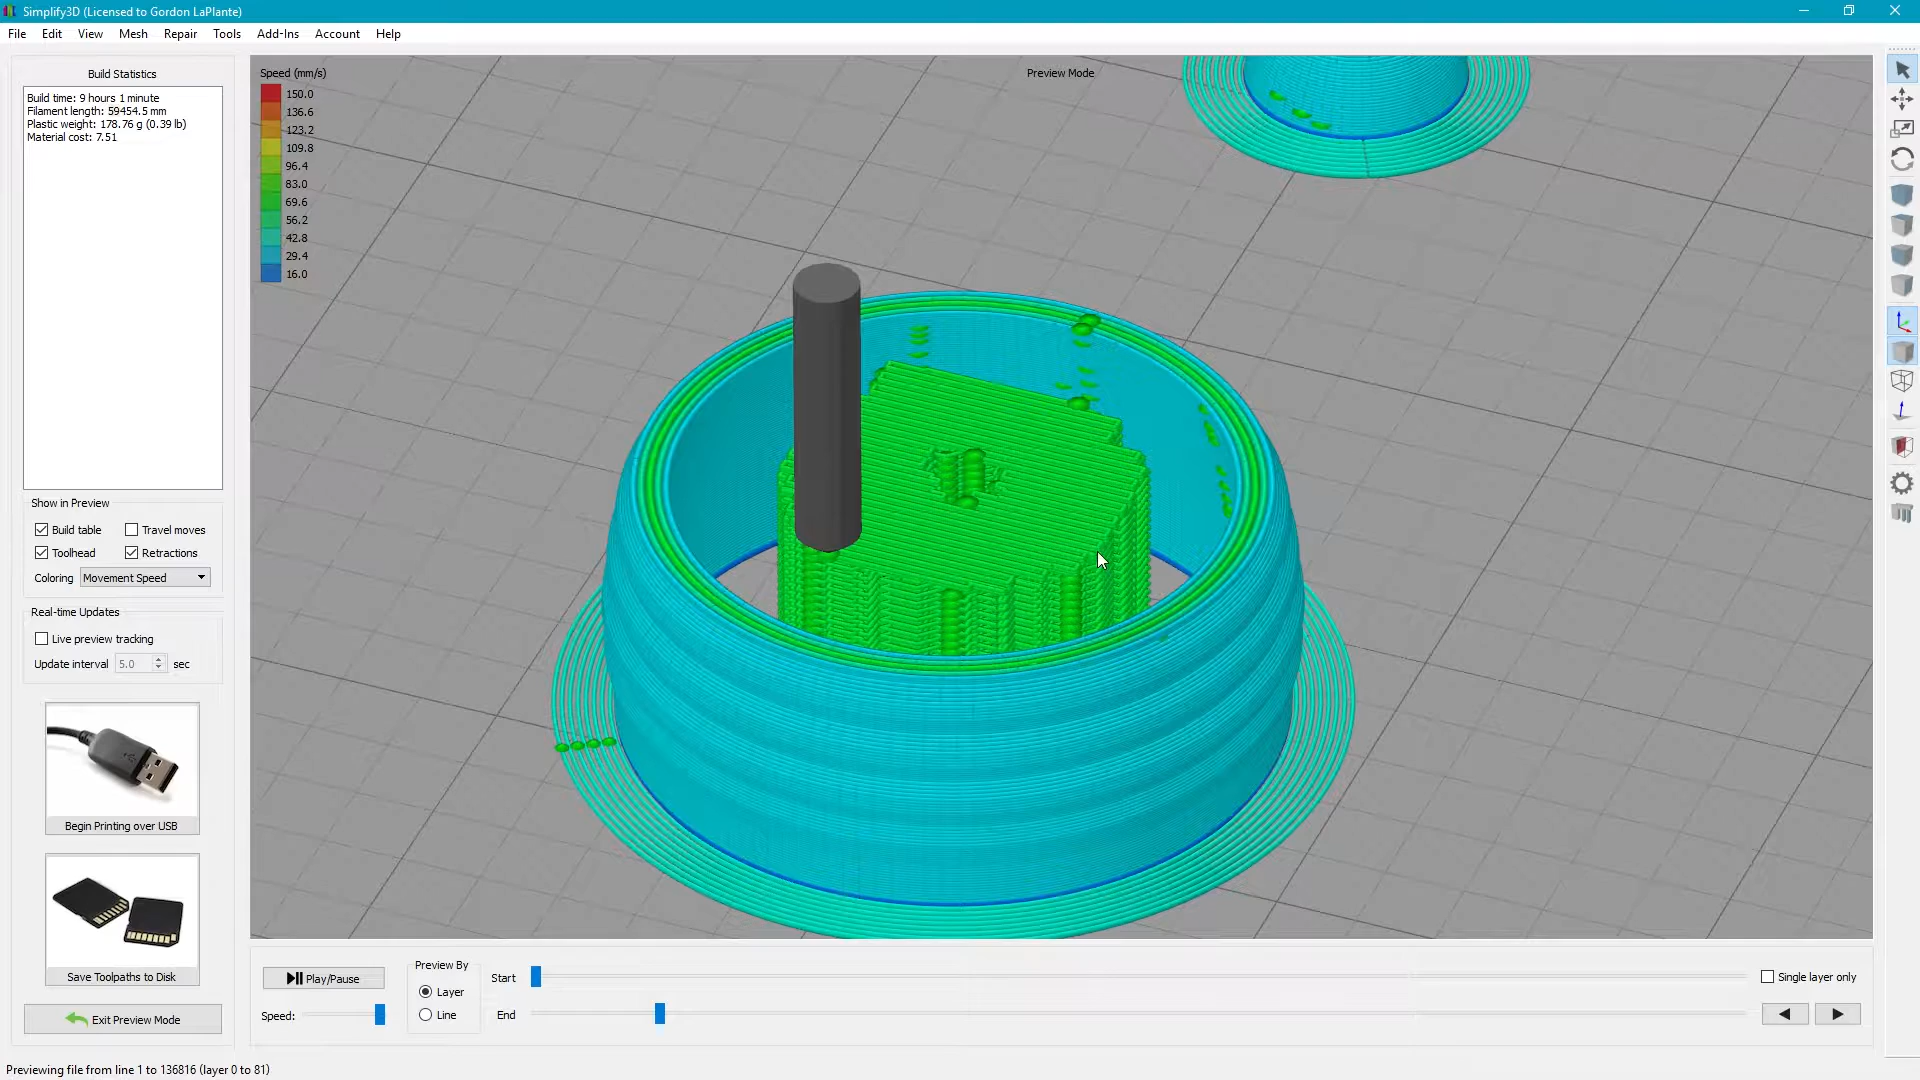 Simplify3D (Licensed to Gordon LaPlante)
File Edit View Mesh Repair Tools Add-Ins Account Help
Build Statistics
Build time: 9 hours 1 minute
Filament length: 59454.5 mm
Plastic weight: 178.76 g (0.39 lb)
Material cost: 7.51
Speed (mm/s)
150.0
136.6
123.2
109.8
96.4
83.0
69.6
56.2
42.8
29.4
16.0
Preview Mode
Show in Preview
Build table Travel moves
Toolhead Retractions
Coloring Movement Speed
Real-time Updates
Live preview tracking
Update interval 5.0 sec
Begin Printing over USB
Save Toolpaths to Disk
Exit Preview Mode
Play/Pause
Speed:
Preview By
Layer
Line
Start
End
Single layer only
Previewing file from line 1 to 136816 (layer 0 to 81)